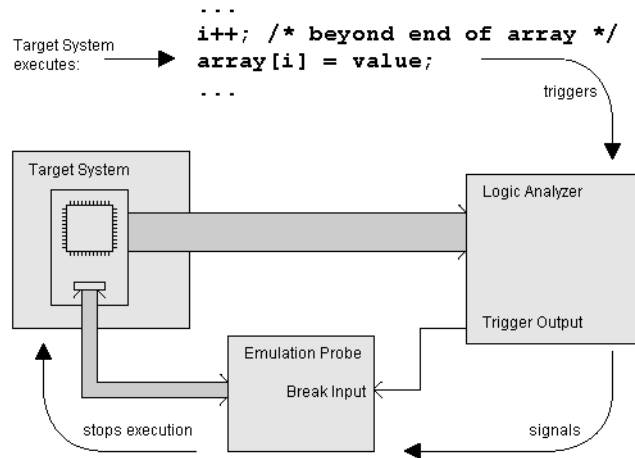 ...
i++; /* beyond end of array */
Target System
executes:
array[i] = value;
...
triggers
Target System
Logic Analyzer
Trigger Output
Emulation Probe
Break Input
stops execution
signals